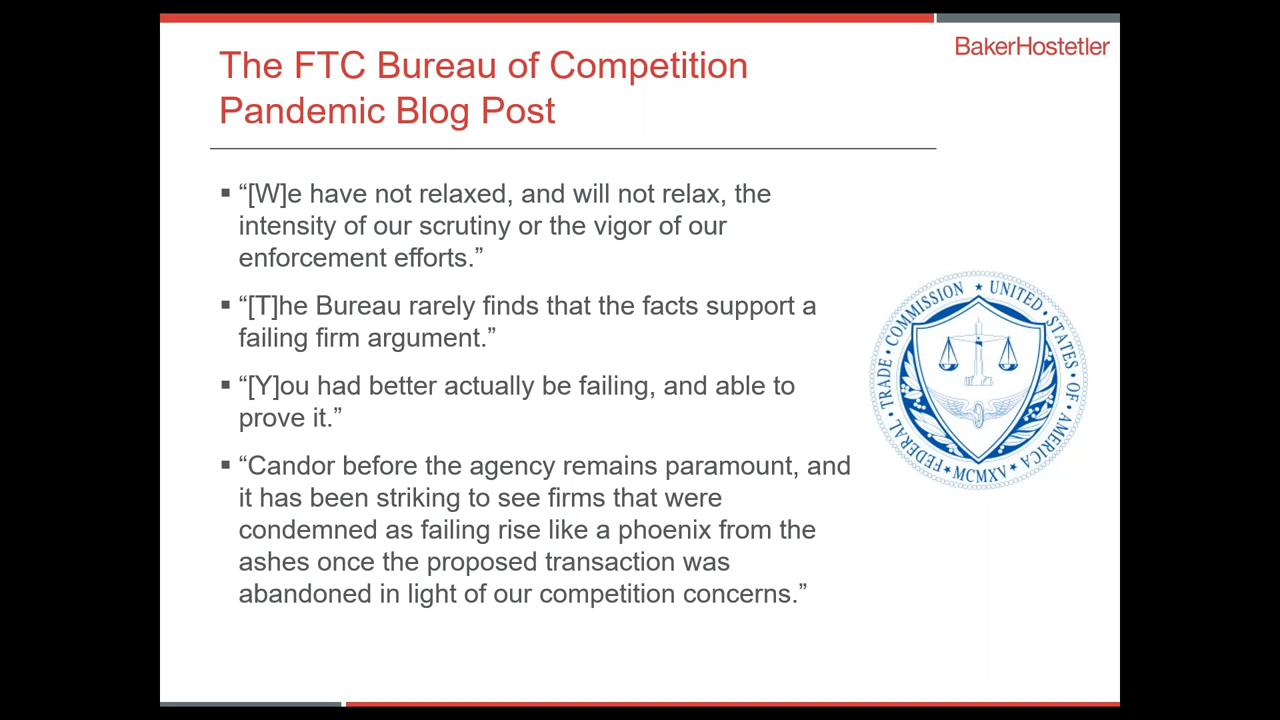 BakerHostetler
The FTC Bureau of Competition
Pandemic Blog Post
▪ “[W]e have not relaxed, and will not relax, the
intensity of our scrutiny or the vigor of our
enforcement efforts.”
▪ “[T]he Bureau rarely finds that the facts support a
failing firm argument.”
▪ “[Y]ou had better actually be failing, and able to
prove it.”
▪ “Candor before the agency remains paramount, and
it has been striking to see firms that were
condemned as failing rise like a phoenix from the
ashes once the proposed transaction was
abandoned in light of our competition concerns.”
FEDERAL • TRADE • COMMISSION ★ UNITED • STATES • OF • AMERICA
★ MCMXV ★